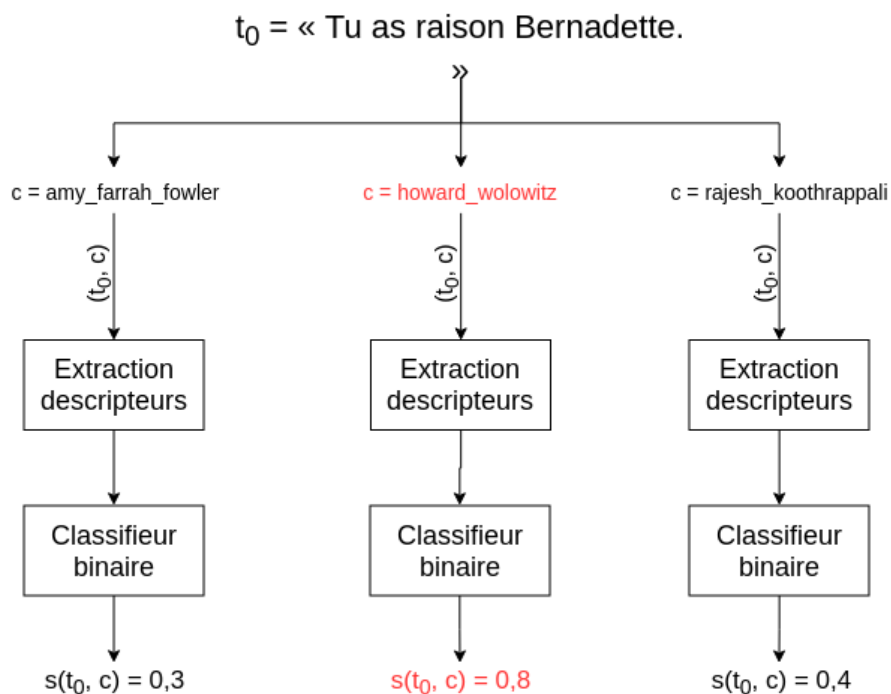 t0 = « Tu as raison Bernadette.
»
c = amy_farrah_fowler
c = howard_wolowitz
c = rajesh_koothrappali
(t0, c)
(t0, c)
(t0, c)
Extraction
descripteurs
Extraction
descripteurs
Extraction
descripteurs
Classifieur
binaire
Classifieur
binaire
Classifieur
binaire
s(t0, c) = 0,3
s(t0, c) = 0,8
s(t0, c) = 0,4